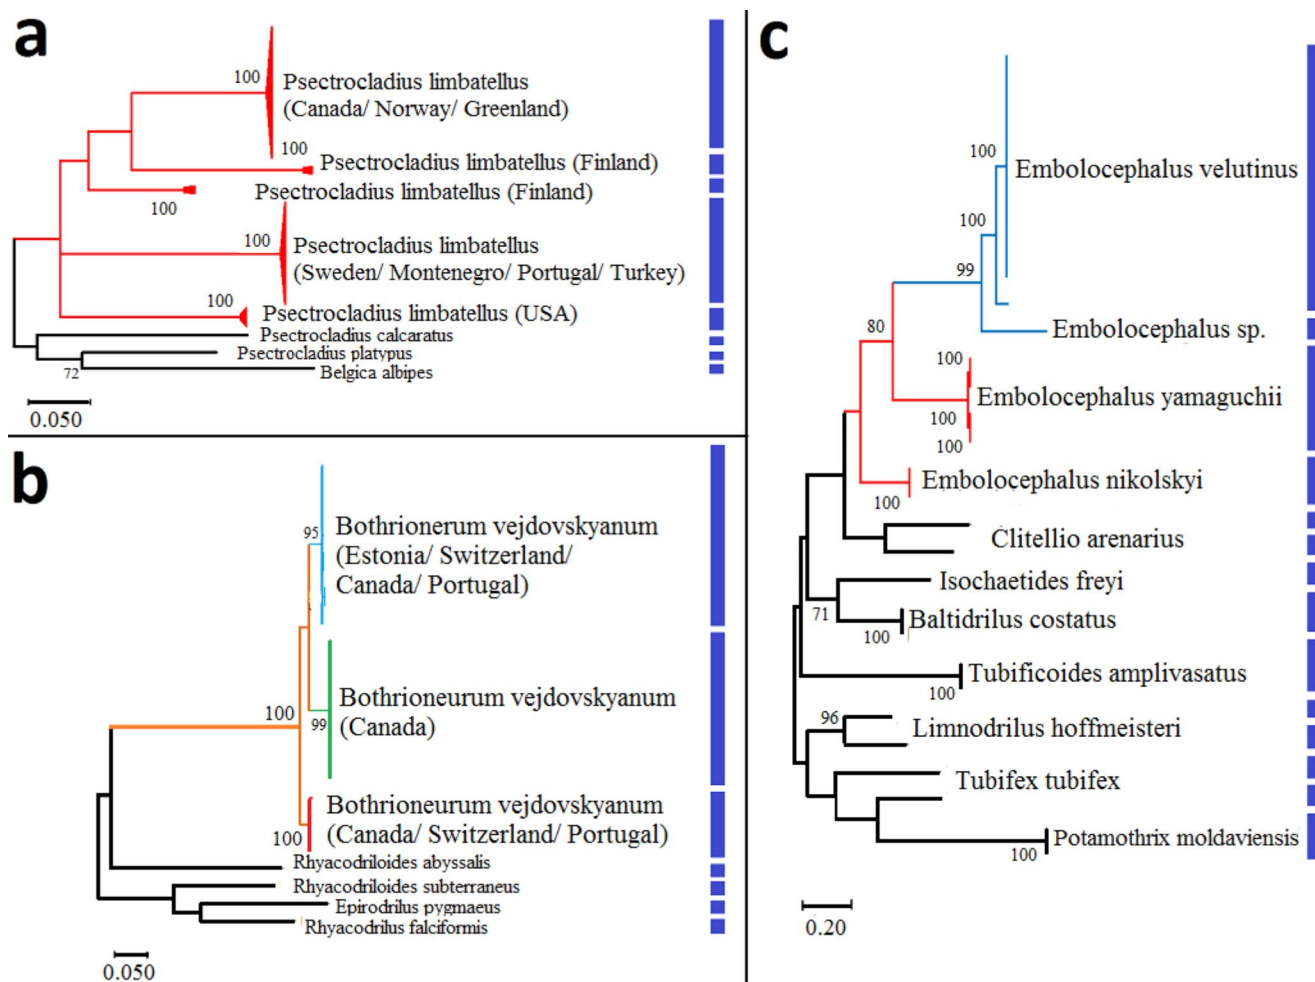 a
100
Psectrocladius limbatellus
(Canada/ Norway/ Greenland)
100
Psectrocladius limbatellus (Finland)
Psectrocladius limbatellus (Finland)
100
100
Psectrocladius limbatellus
(Sweden/ Montenegro/ Portugal/ Turkey)
100
Psectrocladius limbatellus (USA)
Psectrocladius calcaratus
Psectrocladius platypus
72
Belgica albipes
0.050
b
95
Bothrionerum vejdovskyanum
(Estonia/ Switzerland/
Canada/ Portugal)
100
99
Bothrioneurum vejdovskyanum
(Canada)
Bothrioneurum vejdovskyanum
(Canada/ Switzerland/ Portugal)
100
Rhyacodriloides abyssalis
Rhyacodriloides subterraneus
Epirodrilus pygmaeus
Rhyacodrilus falciformis
0.050
c
100
Embolocephalus velutinus
100
99
Embolocephalus sp.
80
100
Embolocephalus yamaguchii
100
100
Embolocephalus nikolskyi
100
Clitellio arenarius
Isochaetides freyi
71
100
Baltidrilus costatus
Tubificoides amplivasatus
100
96
Limnodrilus hoffmeisteri
Tubifex tubifex
Potamothrix moldaviensis
100
0.20